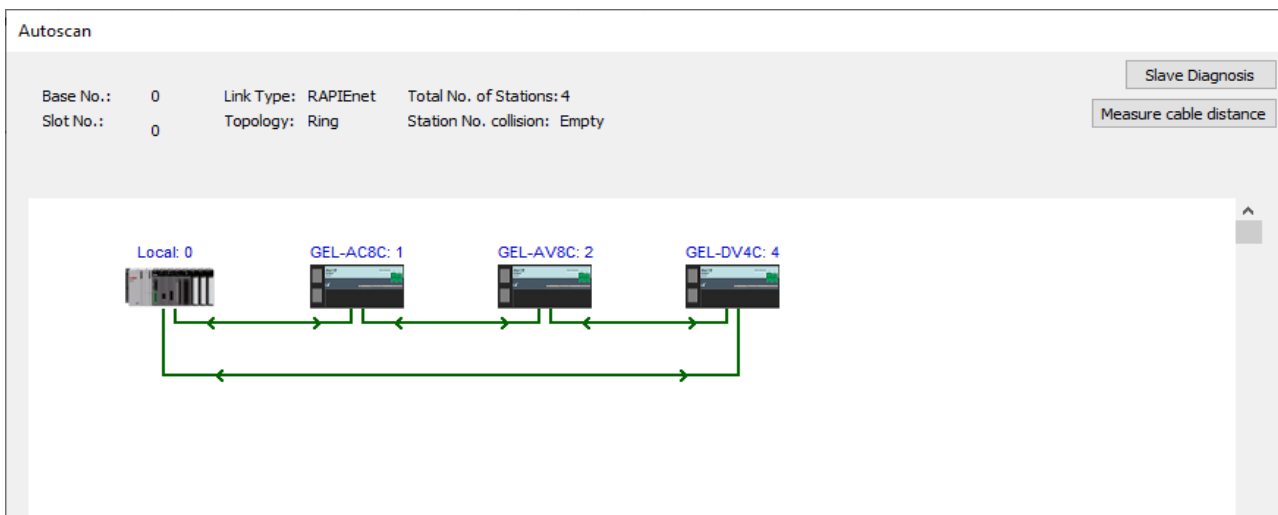 Autoscan
Slave Diagnosis
Base No.: 0 Link Type: RAPIEnet Total No. of Stations: 4
Measure cable distance
Slot No.: 0 Topology: Ring Station No. collision: Empty
Local: 0 GEL-AC8C: 1 GEL-AV8C: 2 GEL-DV4C: 4